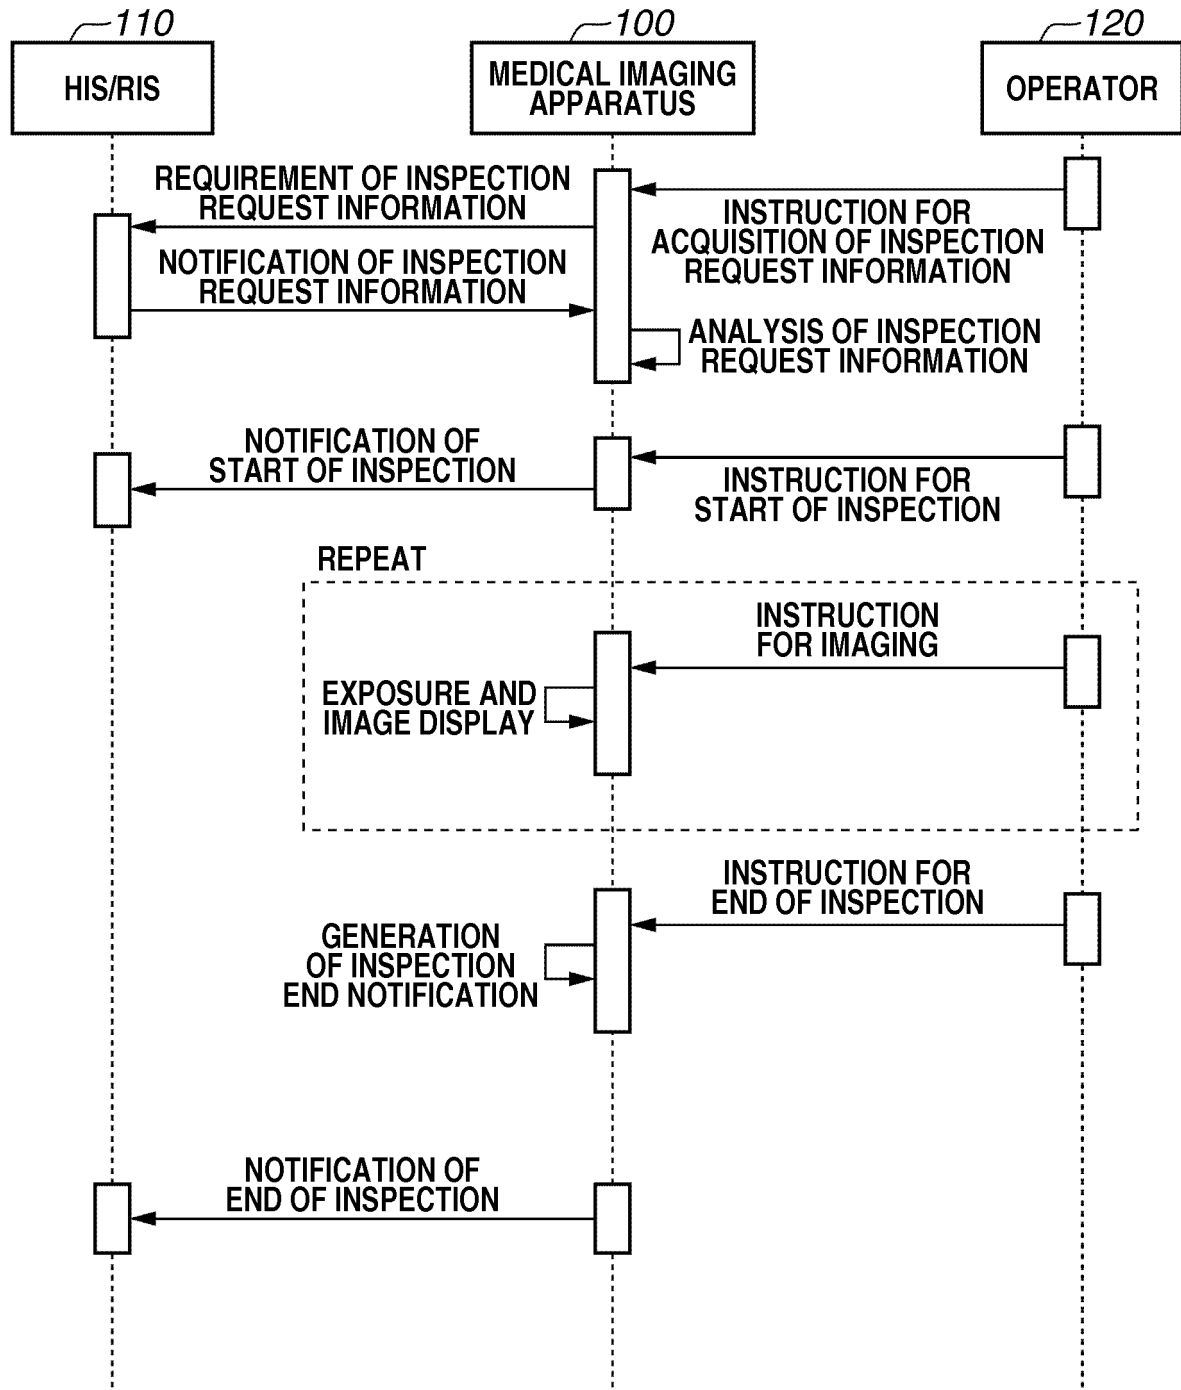 110
100
120
HIS/RIS
MEDICAL IMAGING
APPARATUS
OPERATOR
REQUIREMENT OF INSPECTION
REQUEST INFORMATION
INSTRUCTION FOR
ACQUISITION OF INSPECTION
REQUEST INFORMATION
NOTIFICATION OF INSPECTION
REQUEST INFORMATION
ANALYSIS OF INSPECTION
REQUEST INFORMATION
NOTIFICATION OF
START OF INSPECTION
INSTRUCTION FOR
START OF INSPECTION
REPEAT
INSTRUCTION
FOR IMAGING
EXPOSURE AND
IMAGE DISPLAY
INSTRUCTION FOR
END OF INSPECTION
GENERATION
OF INSPECTION
END NOTIFICATION
NOTIFICATION OF
END OF INSPECTION